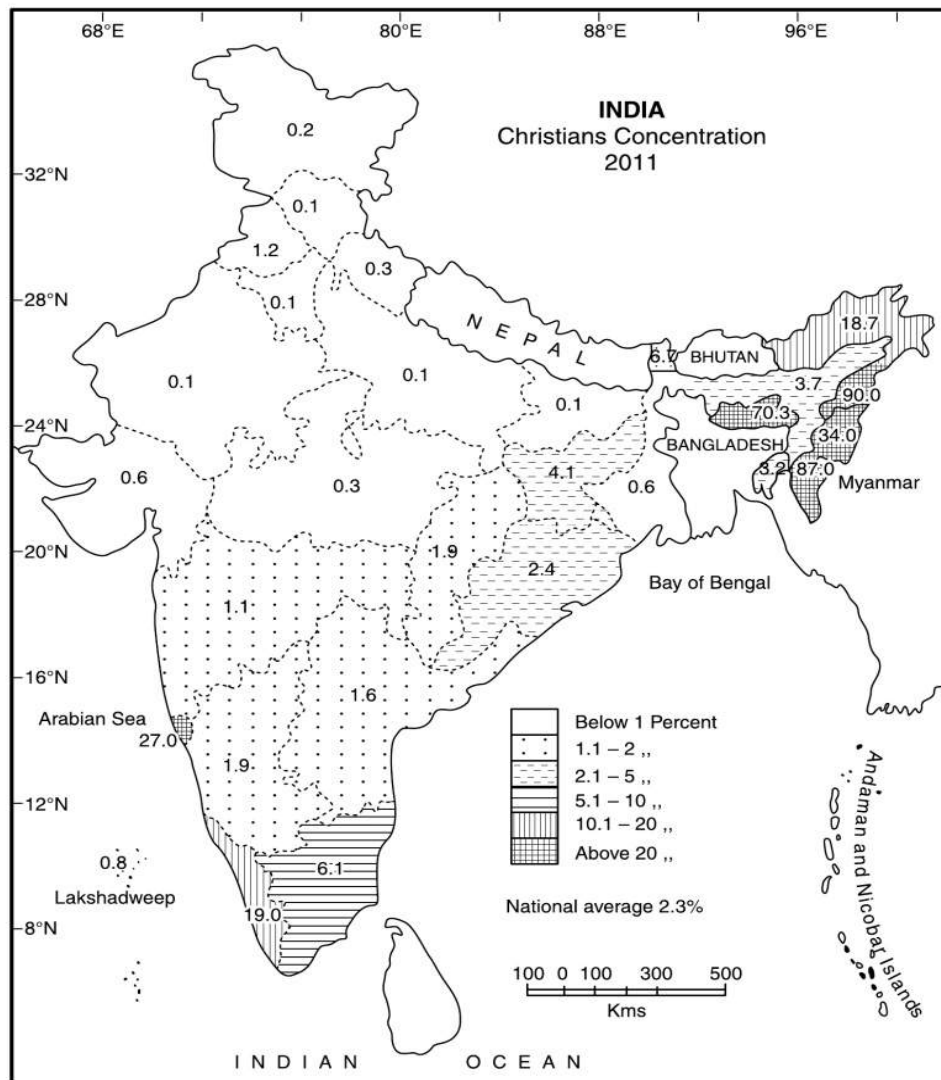 68°E
80°E
88°E
96°E
INDIA
Christians Concentration
2011
0.2
32°N
0.1
1.2
0.3
28°N
0.1
NEPAL
18.7
6.7
BHUTAN
0.1
0.1
3.7
0.1
90.0
70.3
24°N
34.0
BANGLADESH
4.1
0.6
0.3
0.6
3.2
87.0
Myanmar
20°N
1.9
2.4
Bay of Bengal
1.1
16°N
1.6
Arabian Sea
27.0
1.9
Below 1 Percent
1.1 – 2 ,,
2.1 – 5 ,,
5.1 – 10 ,,
10.1 – 20 ,,
Above 20 ,,
12°N
0.8
6.1
Lakshadweep
19.0
National average 2.3%
8°N
Andaman and Nicobar Islands
100 0 100 300 500
Kms
INDIAN OCEAN